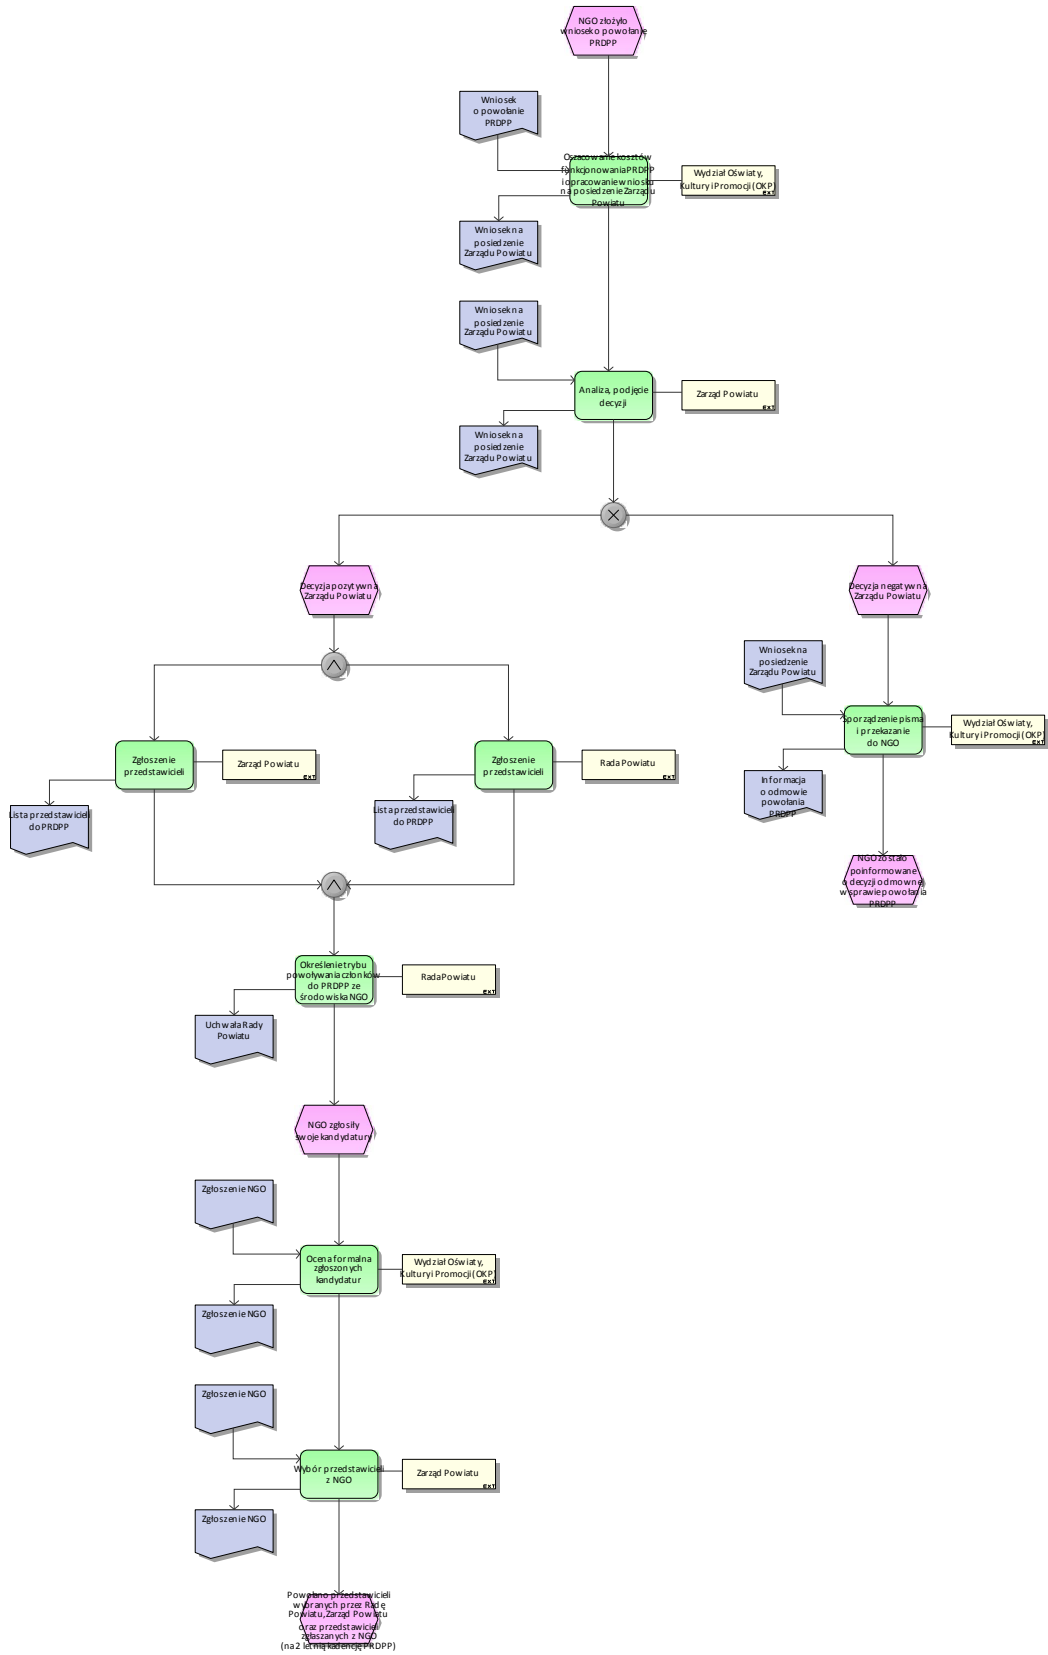 NGO złożyło
wniosek o powołanie
PRDPP
Wniosek
o powołanie
PRDPP
Oszacowanie kosztów
funkcjonowania PRDPP
i opracowanie wniosku
na posiedzenie Zarządu
Powiatu
Wydział Oświaty,
Kultury i Promocji (OKP)
EXT
Wniosek na
posiedzenie
Zarządu Powiatu
Wniosek na
posiedzenie
Zarządu Powiatu
Analiza, podjęcie
decyzji
Zarząd Powiatu
EXT
Wniosek na
posiedzenie
Zarządu Powiatu
Decyzja pozytywna
Zarządu Powiatu
Decyzja negatywna
Zarządu Powiatu
Wniosek na
posiedzenie
Zarządu Powiatu
Sporządzenie pisma
i przekazanie
do NGO
Wydział Oświaty,
Kultury i Promocji (OKP)
EXT
Zgłoszenie
przedstawicieli
Zarząd Powiatu
EXT
Zgłoszenie
przedstawicieli
Rada Powiatu
EXT
Informacja
o odmowie
powołania
PRDPP
Lista przedstawicieli
do PRDPP
Lista przedstawicieli
do PRDPP
NGO zostało
poinformowane
o decyzji odmownej
w sprawie powołania
PRDPP
Określenie trybu
powoływania członków
do PRDPP ze
środowiska NGO
Rada Powiatu
EXT
Uchwała Rady
Powiatu
NGO zgłosiły
swoje kandydatury
Zgłoszenie NGO
Ocena formalna
zgłoszonych
kandydatur
Wydział Oświaty,
Kultury i Promocji (OKP)
EXT
Zgłoszenie NGO
Zgłoszenie NGO
Wybór przedstawicieli
z NGO
Zarząd Powiatu
EXT
Zgłoszenie NGO
Powołano przedstawicieli
wybranych przez Radę
Powiatu, Zarząd Powiatu
oraz przedstawicieli
zgłaszanych z NGO
(na 2 letnią kadencję PRDPP)